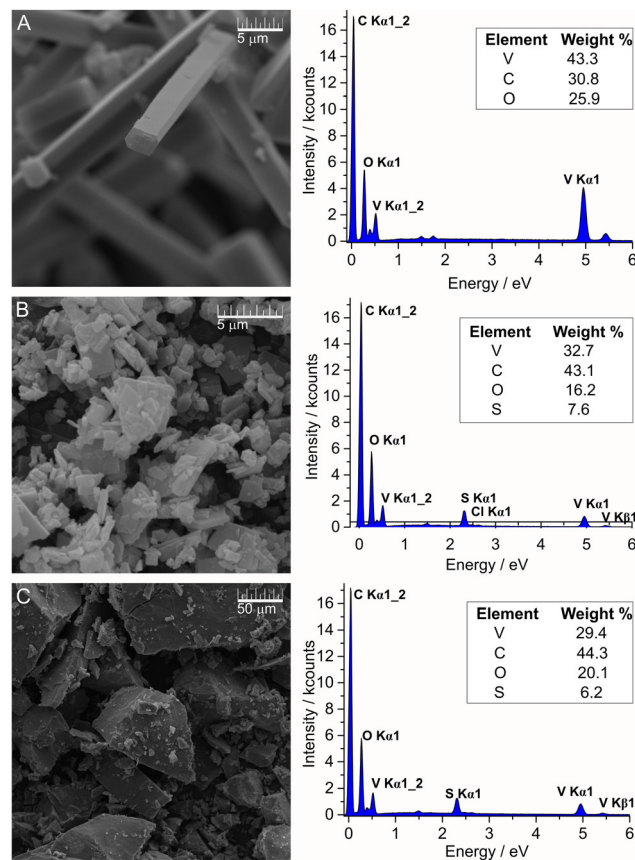 A
5 μm
C Kα1_2
O Kα1
V Kα1_2
V Kα1
Element Weight %
V 43.3
C 30.8
O 25.9
Intensity / kcounts
16
14
12
10
8
6
4
2
0
0 1 2 3 4 5 6
Energy / eV
B
5 μm
C Kα1_2
O Kα1
V Kα1_2
S Kα1
Cl Kα1
V Kα1
V Kβ1
Element Weight %
V 32.7
C 43.1
O 16.2
S 7.6
Intensity / kcounts
16
14
12
10
8
6
4
2
0
0 1 2 3 4 5 6
Energy / eV
C
50 μm
C Kα1_2
O Kα1
V Kα1_2
S Kα1
V Kα1
V Kβ1
Element Weight %
V 29.4
C 44.3
O 20.1
S 6.2
Intensity / kcounts
16
14
12
10
8
6
4
2
0
0 1 2 3 4 5 6
Energy / eV